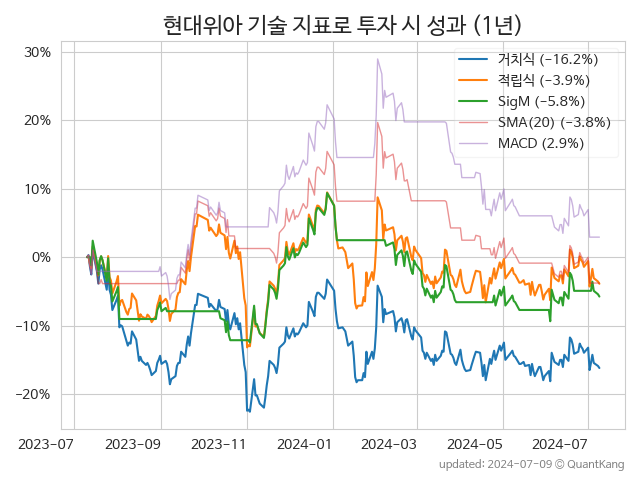 현대위아 기술 지표로 투자 시 성과 (1년)
30%
20%
10%
0%
−10%
−20%
거치식 (−16.2%)
적립식 (−3.9%)
SigM (−5.8%)
SMA(20) (−3.8%)
MACD (2.9%)
2023-07 2023-09 2023-11 2024-01 2024-03 2024-05 2024-07
updated: 2024-07-09 © QuantKang